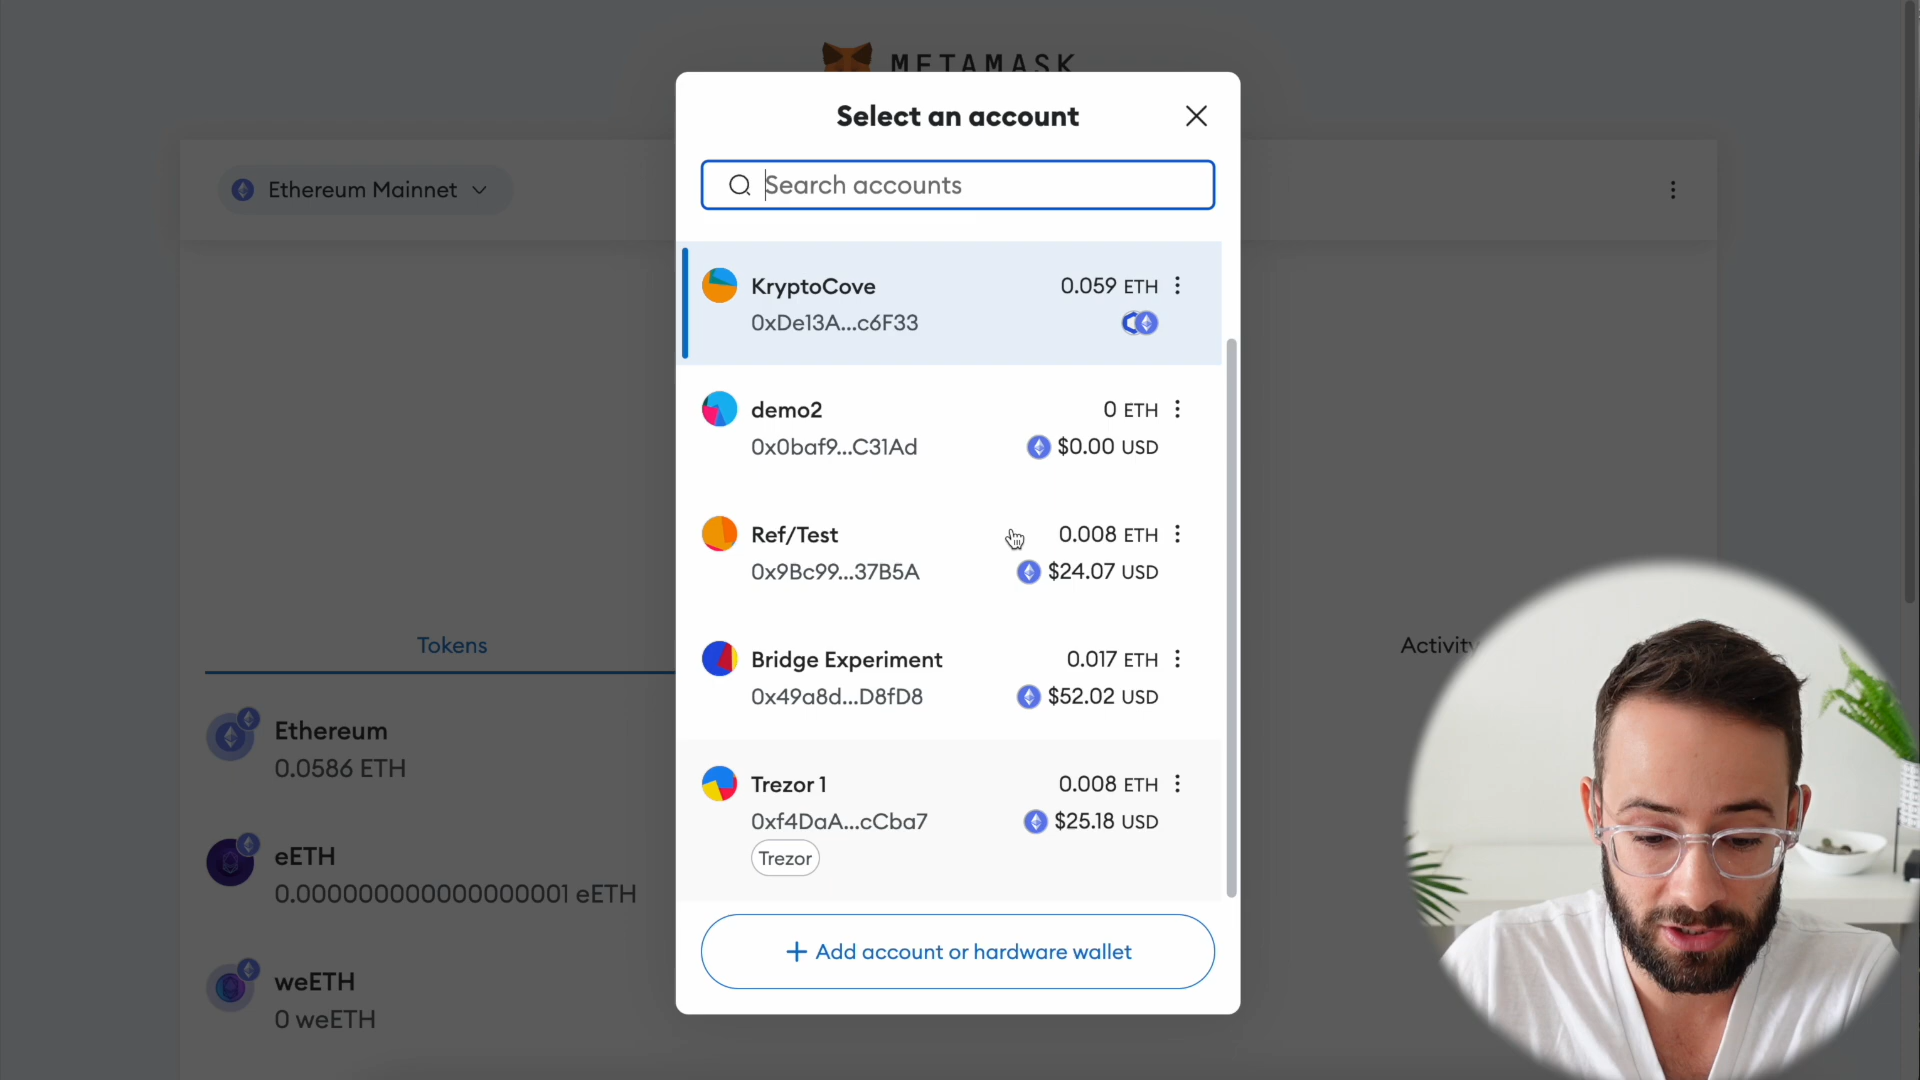 METAMASK
Select an account
Search accounts
Ethereum Mainnet
KryptoCove 0.059 ETH
0xDe13A...c6F33
demo2 0 ETH
0x0baf9...C31Ad $0.00 USD
Ref/Test 0.008 ETH
0x9Bc99...37B5A $24.07 USD
Tokens
Activity
Bridge Experiment 0.017 ETH
0x49a8d...D8fD8 $52.02 USD
Ethereum
0.0586 ETH
Trezor 1 0.008 ETH
0xf4DaA...cCba7 $25.18 USD
Trezor
eETH
0.000000000000000001 eETH
+ Add account or hardware wallet
weETH
0 weETH